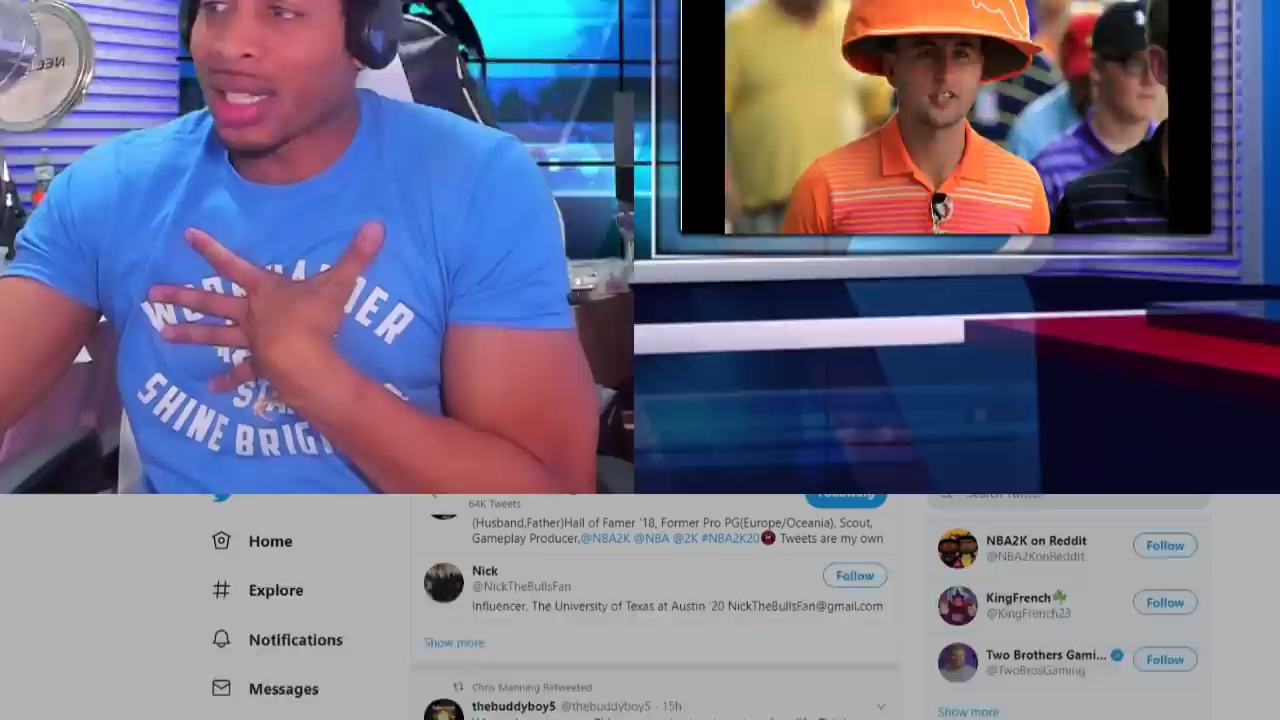 SHINE BRIG
64K Tweets
Following
Search Twitter
(Husband,Father)Hall of Famer '18, Former Pro PG(Europe/Oceania), Scout,
Gameplay Producer,@NBA2K @NBA @2K #NBA2K20 Tweets are my own
Home
Explore
Notifications
Messages
Nick
@NickTheBullsFan
Follow
Influencer. The University of Texas at Austin '20 NickTheBullsFan@gmail.com
Show more
Chris Manning Retweeted
thebuddyboy5 @thebuddyboy5 · 15h
NBA2K on Reddit
@NBA2KonReddit
Follow
KingFrench☘
@KingFrench23
Follow
Two Brothers Gami...
@TwoBrosGaming
Follow
Show more